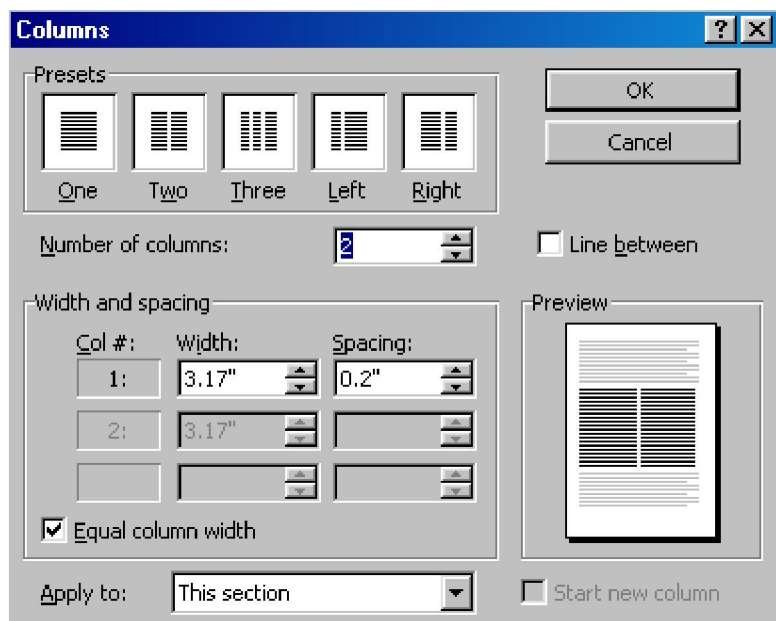 Columns
Presets
OK
Cancel
One Two Three Left Right
Number of columns: 2
Line between
Width and spacing
Preview
Col #: Width: Spacing:
1: 3.17" 0.2"
2: 3.17"
Equal column width
Apply to: This section
Start new column